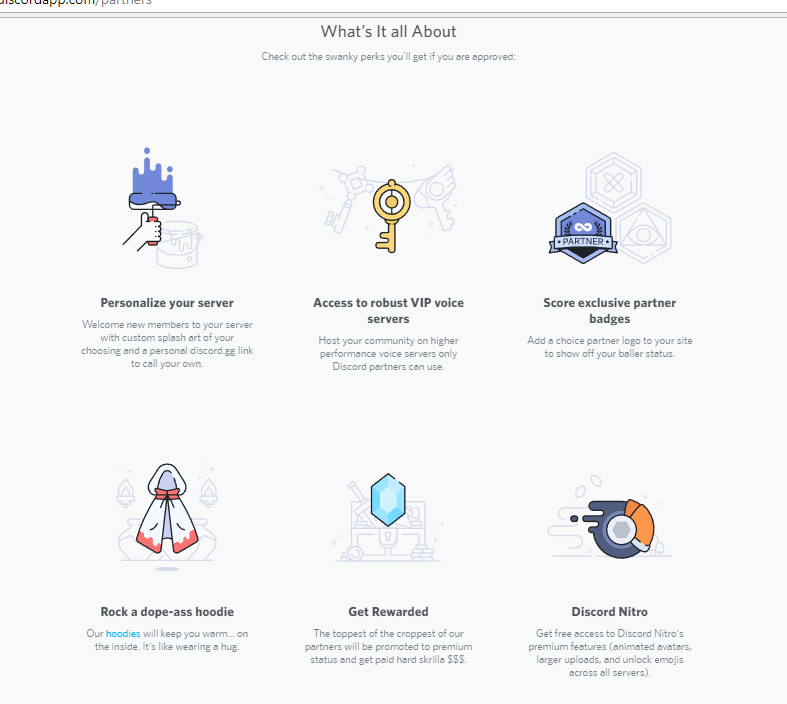 discordapp.com/partners
What's It all About
Check out the swanky perks you'll get if you are approved:
PARTNER
Personalize your server
Welcome new members to your server
with custom splash art of your
choosing and a personal discord.gg link
to call your own.
Access to robust VIP voice
servers
Host your community on higher
performance voice servers only
Discord partners can use.
Score exclusive partner
badges
Add a choice partner logo to your site
to show off your baller status.
Rock a dope-ass hoodie
Our hoodies will keep you warm... on
the inside. It's like wearing a hug.
Get Rewarded
The toppest of the croppest of our
partners will be promoted to premium
status and get paid hard skrilla $$$.
Discord Nitro
Get free access to Discord Nitro's
premium features (animated avatars,
larger uploads, and unlock emojis
across all servers).